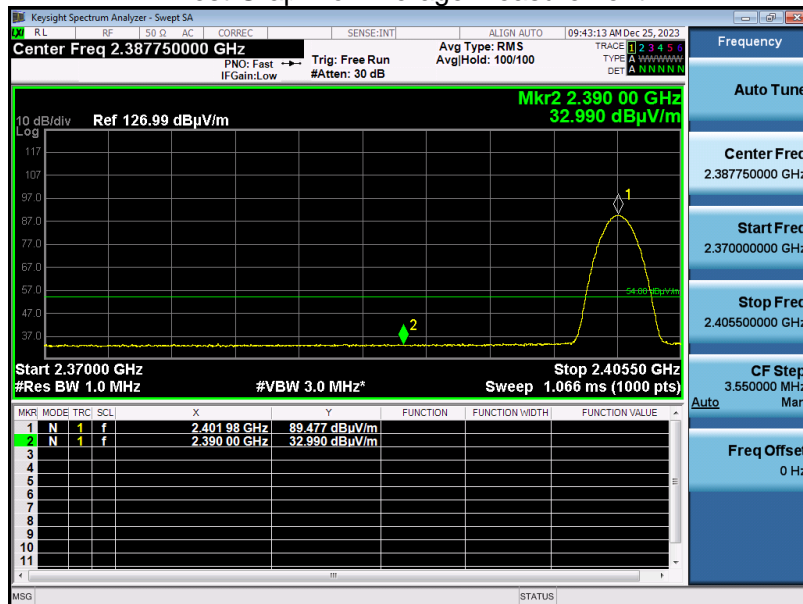 Keysight Spectrum Analyzer - Swept SA
RL RF 50 Ω AC CORREC SENSE:INT ALIGN AUTO 09:43:13 AM Dec 25, 2023
Center Freq 2.387750000 GHz
PNO: Fast
IFGain:Low
Trig: Free Run
#Atten: 30 dB
Avg Type: RMS
Avg|Hold: 100/100
TRACE 1 2 3 4 5 6
TYPE A WWWWW
DET A N N N N N
Mkr2 2.390 00 GHz
32.990 dBµV/m
10 dB/div Ref 126.99 dBµV/m
Log
117
107
97.0
87.0
77.0
67.0
57.0
47.0
37.0
1
54.00 dBµV/m
2
Start 2.37000 GHz Stop 2.40550 GHz
#Res BW 1.0 MHz #VBW 3.0 MHz* Sweep 1.066 ms (1000 pts)
MKR MODE TRC SCL X Y FUNCTION FUNCTION WIDTH FUNCTION VALUE
1 N 1 f 2.401 98 GHz 89.477 dBµV/m
2 N 1 f 2.390 00 GHz 32.990 dBµV/m
3
4
5
6
7
8
9
10
11
MSG STATUS
Frequency
Auto Tune
Center Freq
2.387750000 GHz
Start Freq
2.370000000 GHz
Stop Freq
2.405500000 GHz
CF Step
3.550000 MHz
Auto Man
Freq Offset
0 Hz